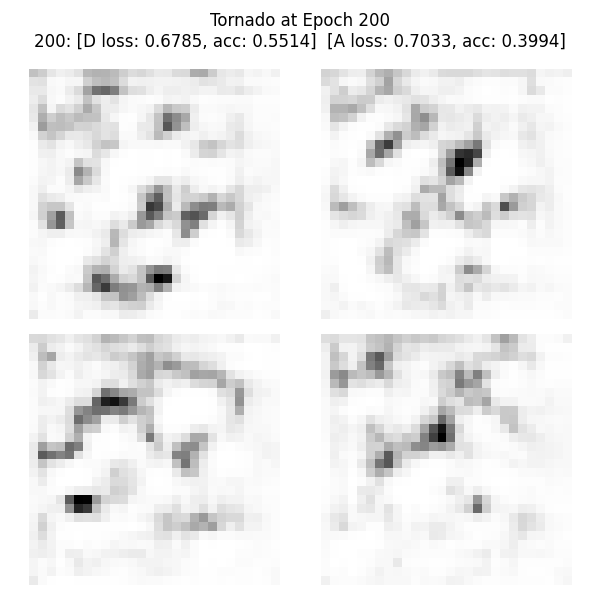 Tornado at Epoch 200
200: [D loss: 0.6785, acc: 0.5514]  [A loss: 0.7033, acc: 0.3994]